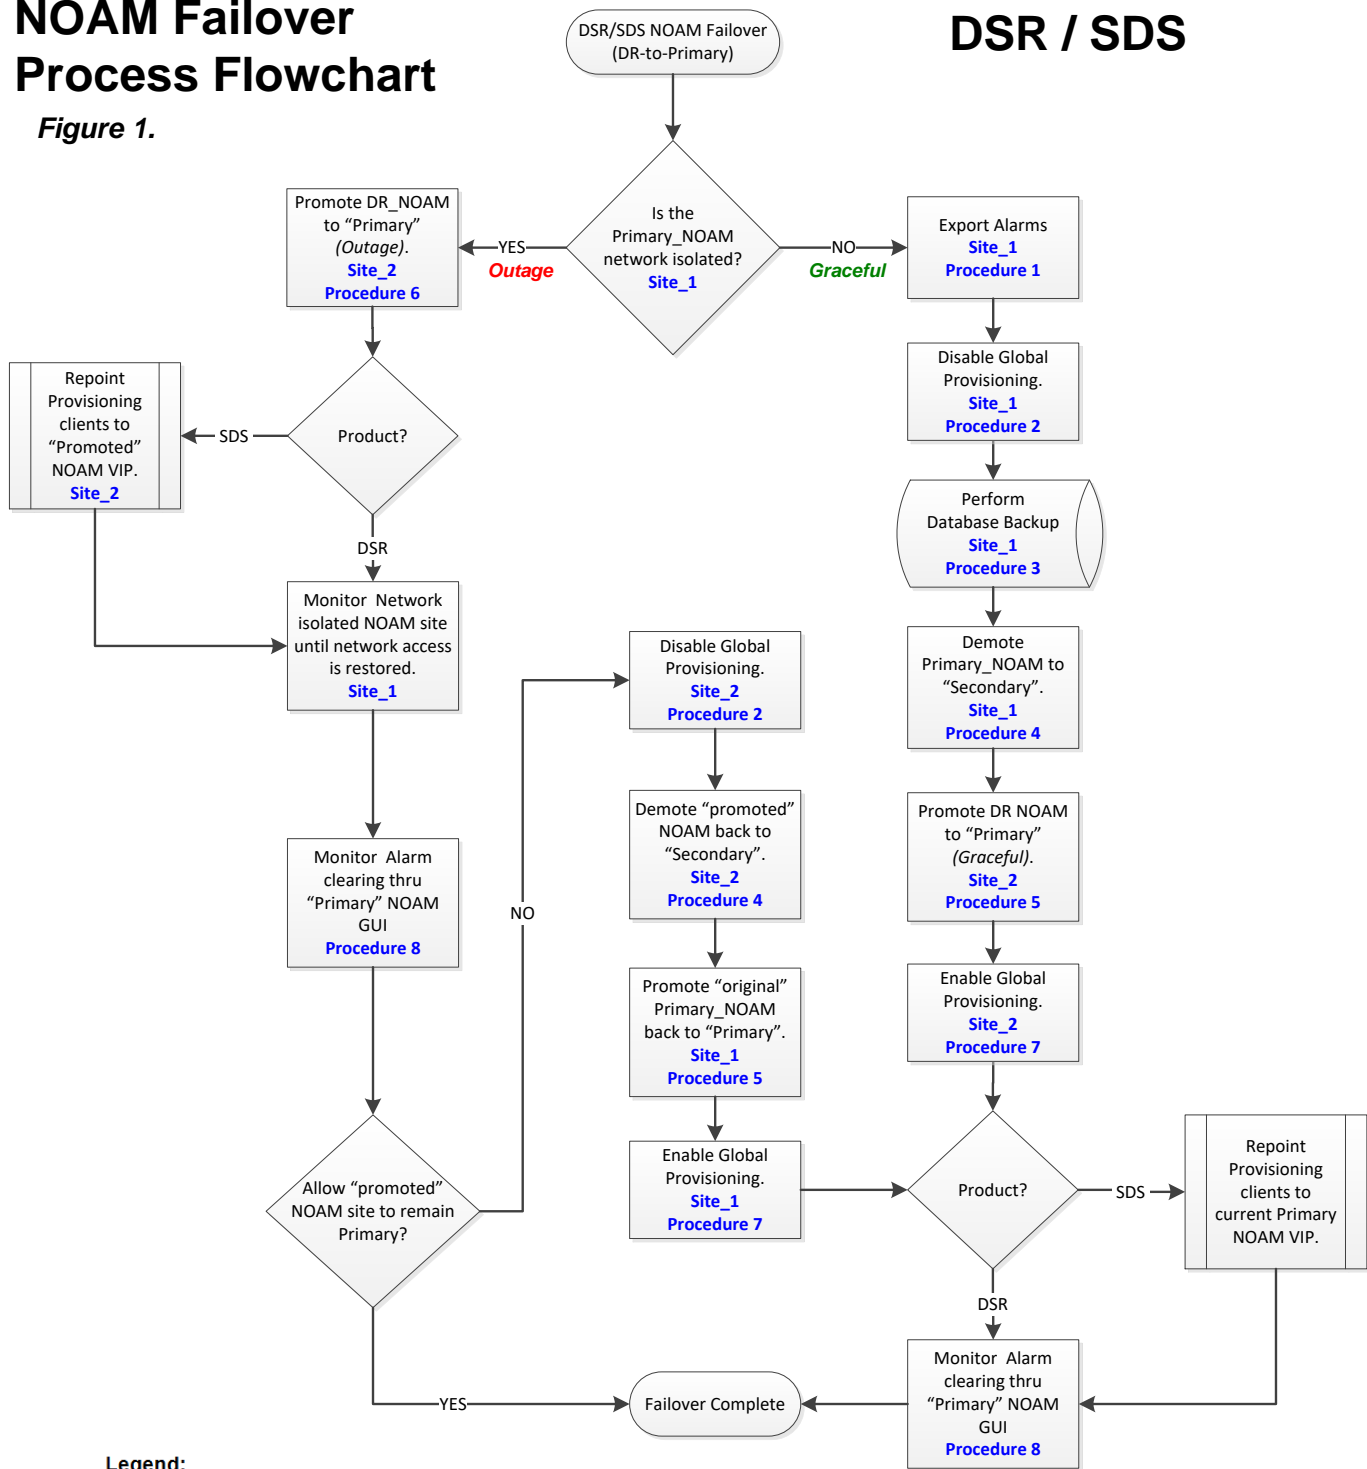 NOAM Failover
Process Flowchart
Figure 1.
DSR / SDS
DSR/SDS NOAM Failover
(DR-to-Primary)
Is the
Primary_NOAM
network isolated?
Site_1
YES
Outage
NO
Graceful
Promote DR_NOAM
to “Primary”
(Outage).
Site_2
Procedure 6
Product?
SDS
Repoint
Provisioning
clients to
“Promoted”
NOAM VIP.
Site_2
DSR
Monitor Network
isolated NOAM site
until network access
is restored.
Site_1
Monitor Alarm
clearing thru
“Primary” NOAM
GUI
Procedure 8
Allow “promoted”
NOAM site to remain
Primary?
NO
YES
Disable Global
Provisioning.
Site_2
Procedure 2
Demote “promoted”
NOAM back to
“Secondary”.
Site_2
Procedure 4
Promote “original”
Primary_NOAM
back to “Primary”.
Site_1
Procedure 5
Enable Global
Provisioning.
Site_1
Procedure 7
Export Alarms
Site_1
Procedure 1
Disable Global
Provisioning.
Site_1
Procedure 2
Perform
Database Backup
Site_1
Procedure 3
Demote
Primary_NOAM to
“Secondary”.
Site_1
Procedure 4
Promote DR NOAM
to “Primary”
(Graceful).
Site_2
Procedure 5
Enable Global
Provisioning.
Site_2
Procedure 7
Product?
SDS
Repoint
Provisioning
clients to
current Primary
NOAM VIP.
DSR
Monitor Alarm
clearing thru
“Primary” NOAM
GUI
Procedure 8
Failover Complete
Legend: